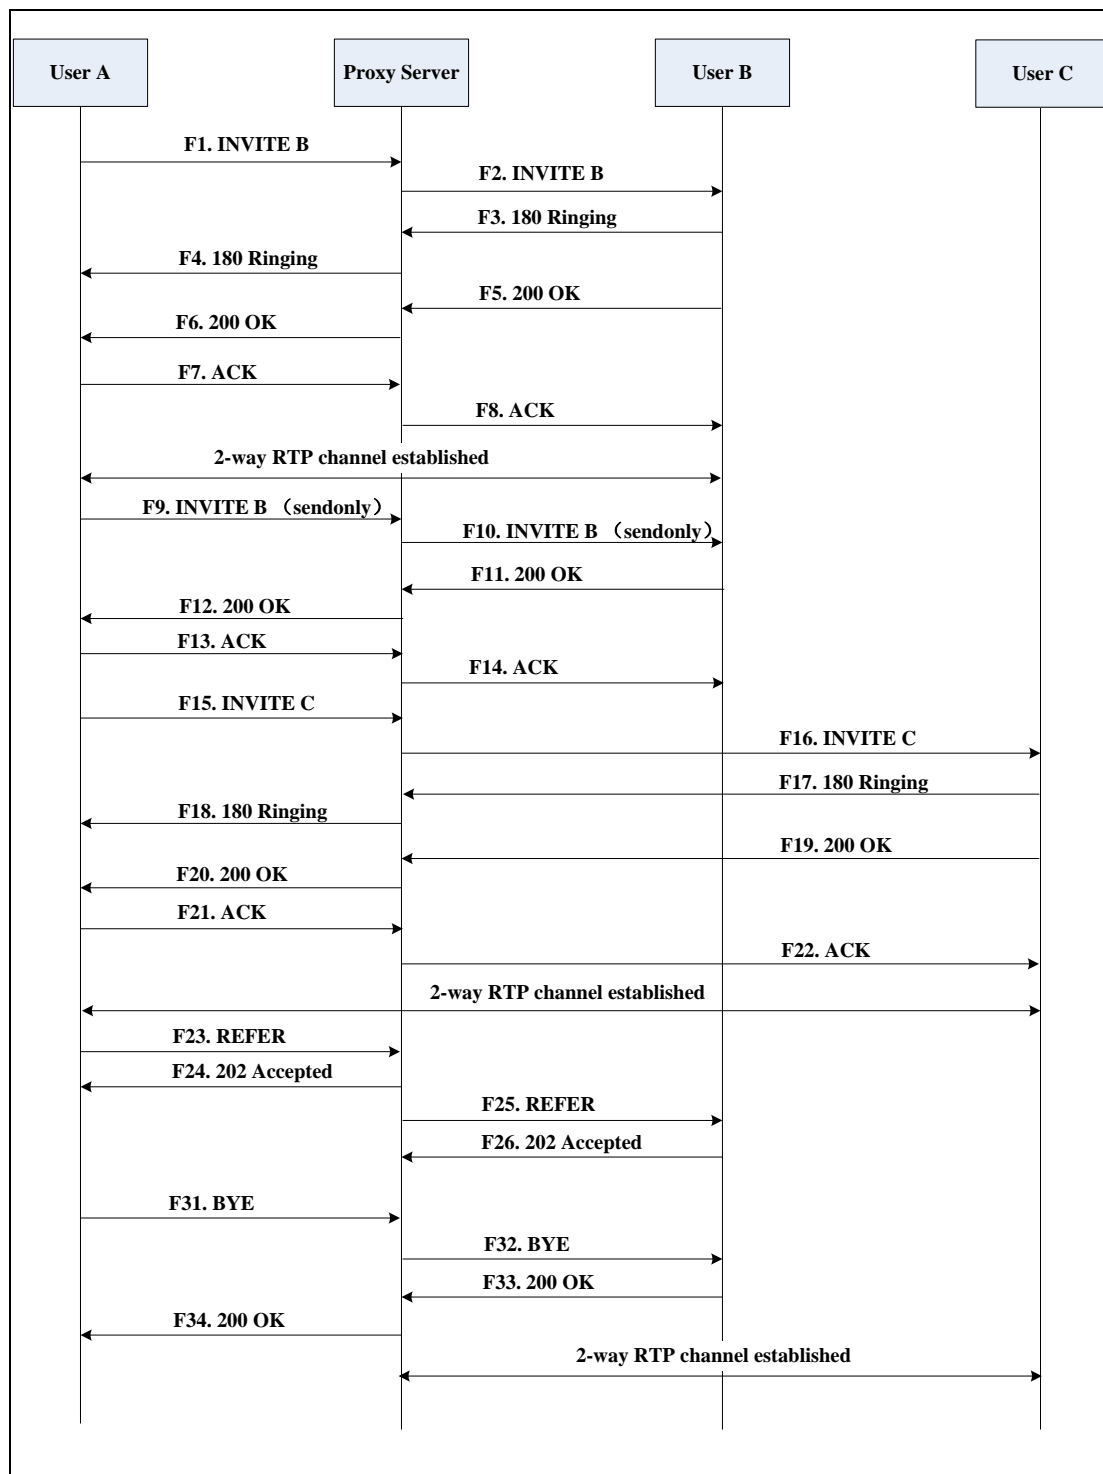 User A
Proxy Server
User B
User C
F1. INVITE B
F2. INVITE B
F3. 180 Ringing
F4. 180 Ringing
F5. 200 OK
F6. 200 OK
F7. ACK
F8. ACK
2-way RTP channel established
F9. INVITE B （sendonly）
F10. INVITE B （sendonly）
F11. 200 OK
F12. 200 OK
F13. ACK
F14. ACK
F15. INVITE C
F16. INVITE C
F17. 180 Ringing
F18. 180 Ringing
F19. 200 OK
F20. 200 OK
F21. ACK
F22. ACK
2-way RTP channel established
F23. REFER
F24. 202 Accepted
F25. REFER
F26. 202 Accepted
F31. BYE
F32. BYE
F33. 200 OK
F34. 200 OK
2-way RTP channel established